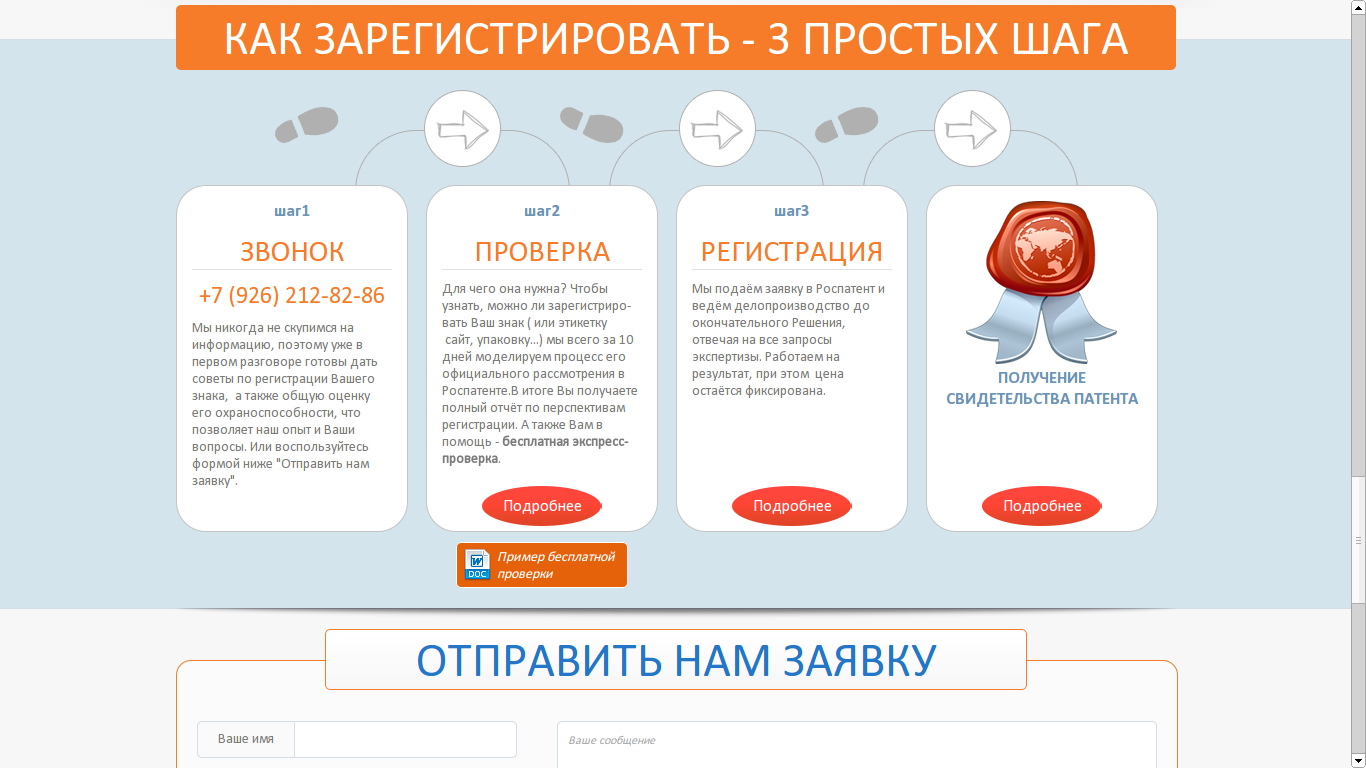 КАК ЗАРЕГИСТРИРОВАТЬ - 3 ПРОСТЫХ ШАГА
шаг1
ЗВОНОК
+7 (926) 212-82-86
Мы никогда не скупимся на
информацию, поэтому уже в
первом разговоре готовы дать
советы по регистрации Вашего
знака, а также общую оценку
его охраноспособности, что
позволяет наш опыт и Ваши
вопросы. Или воспользуйтесь
формой ниже "Отправить нам
заявку".
шаг2
ПРОВЕРКА
Для чего она нужна? Чтобы
узнать, можно ли зарегистриро-
вать Ваш знак ( или этикетку
сайт, упаковку...) мы всего за 10
дней моделируем процесс его
официального рассмотрения в
Роспатенте.В итоге Вы получаете
полный отчёт по перспективам
регистрации. А также Вам в
помощь - бесплатная экспресс-
проверка.
Подробнее
DOC
Пример бесплатной
проверки
шаг3
РЕГИСТРАЦИЯ
Мы подаём заявку в Роспатент и
ведём делопроизводство до
окончательного Решения,
отвечая на все запросы
экспертизы. Работаем на
результат, при этом цена
остаётся фиксирована.
Подробнее
ПОЛУЧЕНИЕ
СВИДЕТЕЛЬСТВА ПАТЕНТА
Подробнее
ОТПРАВИТЬ НАМ ЗАЯВКУ
Ваше имя
Ваше сообщение